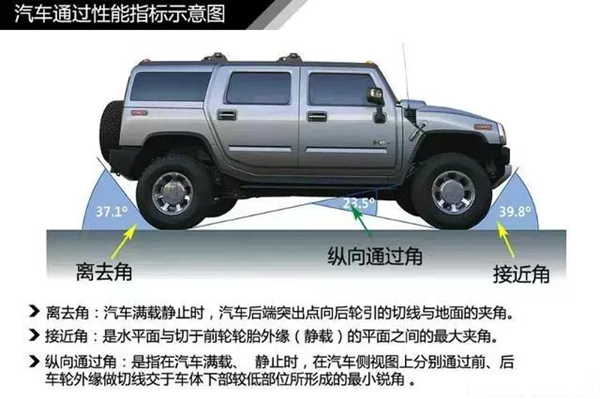 汽车通过性能指标示意图
37.1°
23.5°
39.8°
离去角
纵向通过角
接近角
离去角：汽车满载静止时，汽车后端突出点向后轮引的切线与地面的夹角。
接近角：是水平面与切于前轮轮胎外缘（静载）的平面之间的最大夹角。
纵向通过角：是指在汽车满载、 静止时，在汽车侧视图上分别通过前、后
车轮外缘做切线交于车体下部较低部位所形成的最小锐角 。